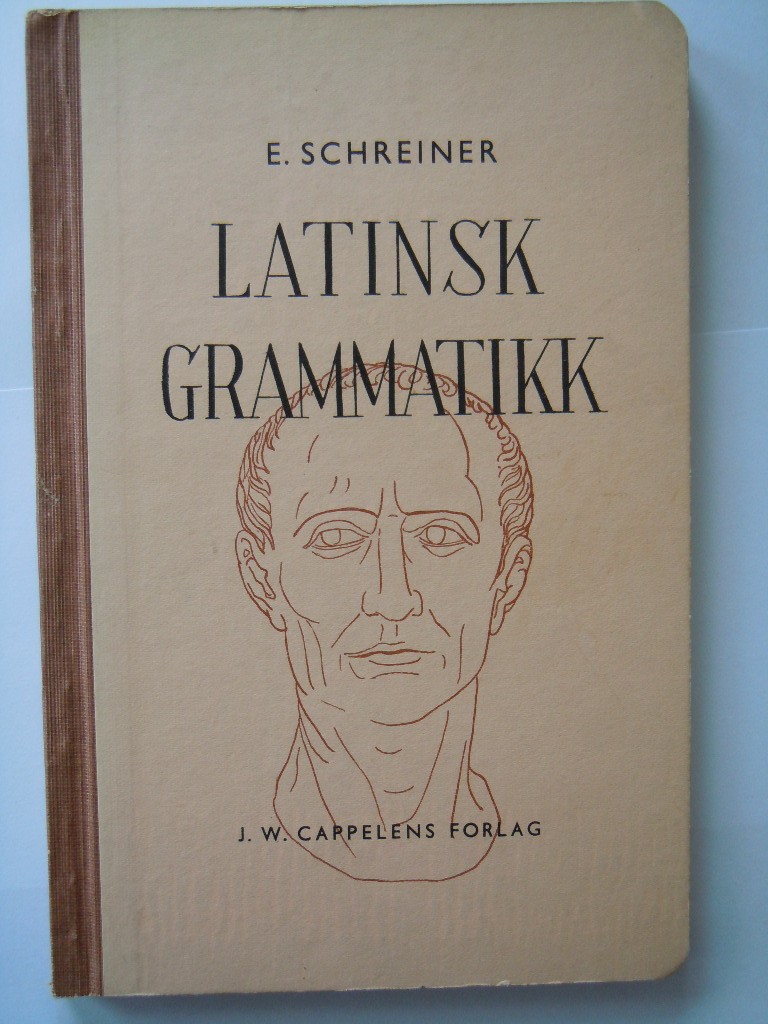 E. SCHREINER
LATINSK
GRAMMATIKK
J. W. CAPPELENS FORLAG